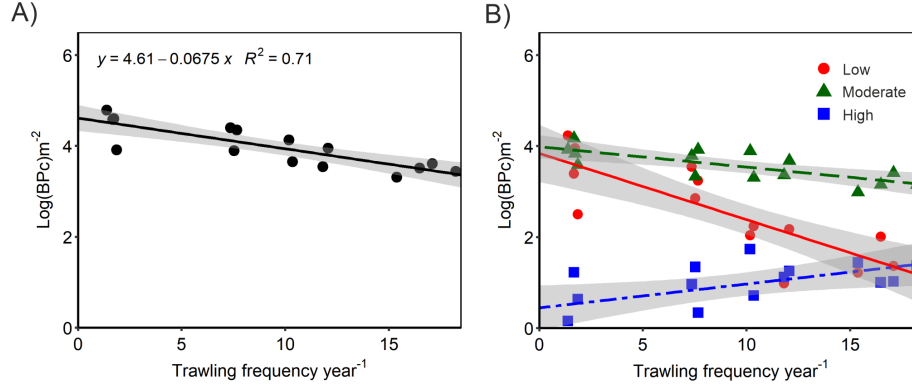 A)
y = 4.61 − 0.0675 x R² = 0.71
Log(BPc)m⁻²
6
4
2
0
0 5 10 15
Trawling frequency year⁻¹
B)
Low
Moderate
High
Log(BPc)m⁻²
6
4
2
0
0 5 10 15
Trawling frequency year⁻¹